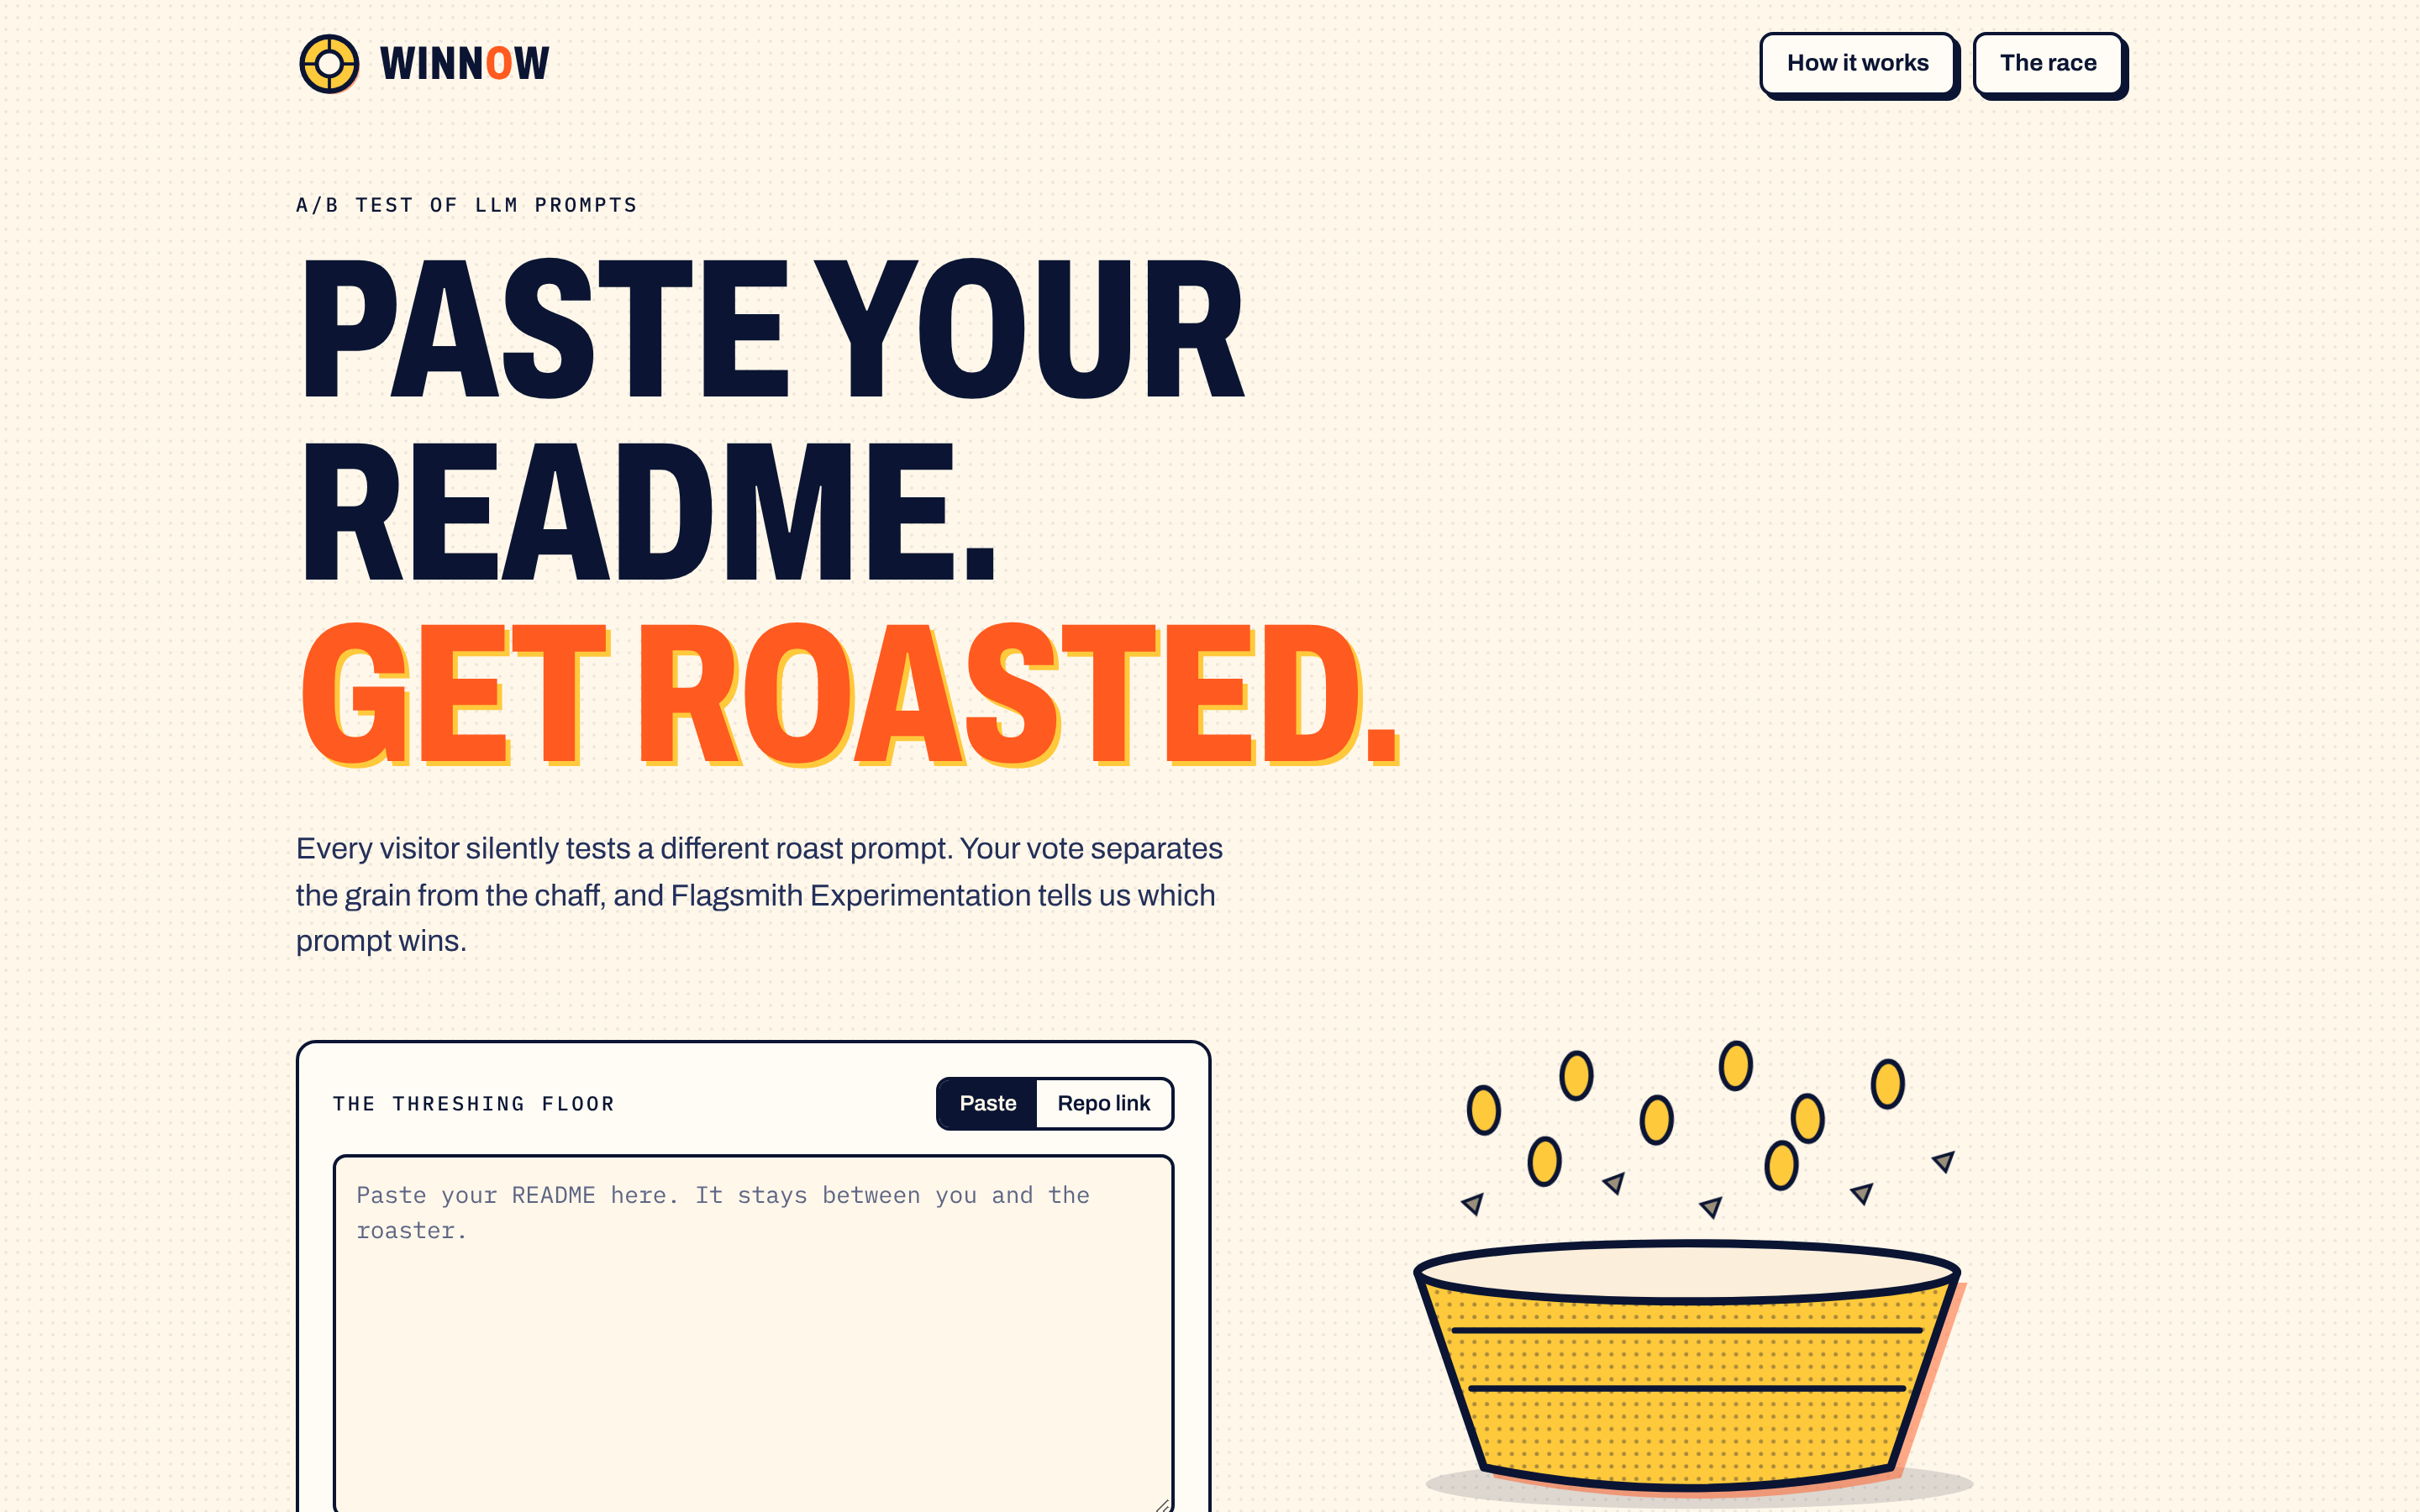 WINNOW
How it works
The race
A/B TEST OF LLM PROMPTS
PASTE YOUR
README.
GET ROASTED.
Every visitor silently tests a different roast prompt. Your vote separates
the grain from the chaff, and Flagsmith Experimentation tells us which
prompt wins.
THE THRESHING FLOOR
Paste
Repo link
Paste your README here. It stays between you and the
roaster.